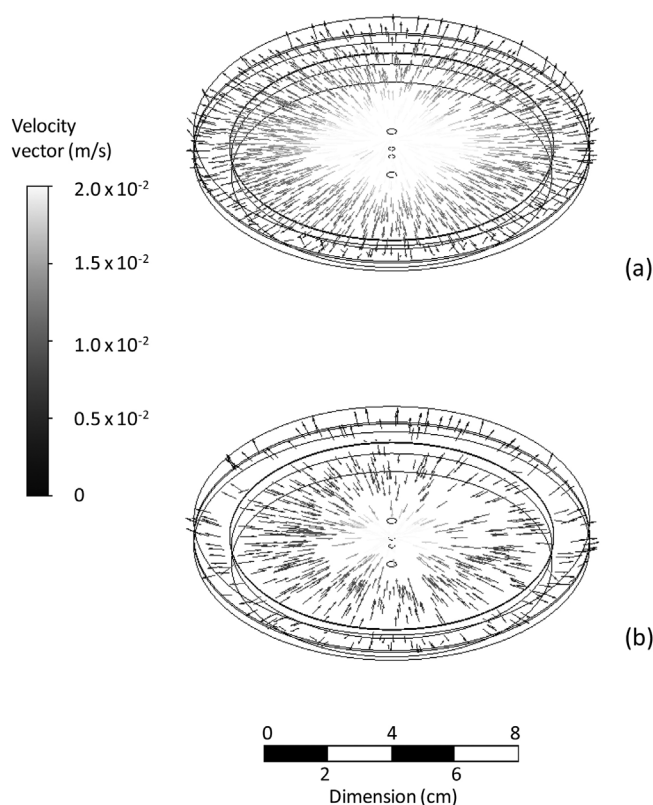 Velocity
vector (m/s)
2.0 x 10⁻²
1.5 x 10⁻²
1.0 x 10⁻²
0.5 x 10⁻²
0
(a)
(b)
0 4 8
2 6
Dimension (cm)